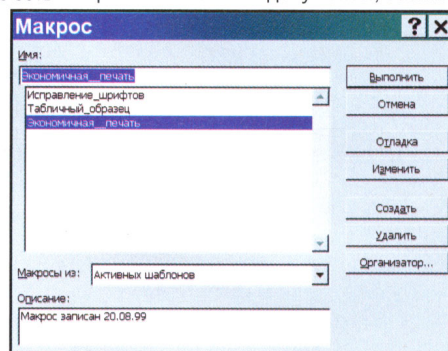 Макрос
Имя:
Экономичная__печать
Исправление_шрифтов
Табличный_образец
Экономичная__печать
Выполнить
Отмена
Отладка
Изменить
Создать
Удалить
Организатор...
Макросы из:
Активных шаблонов
Описание:
Макрос записан 20.08.99